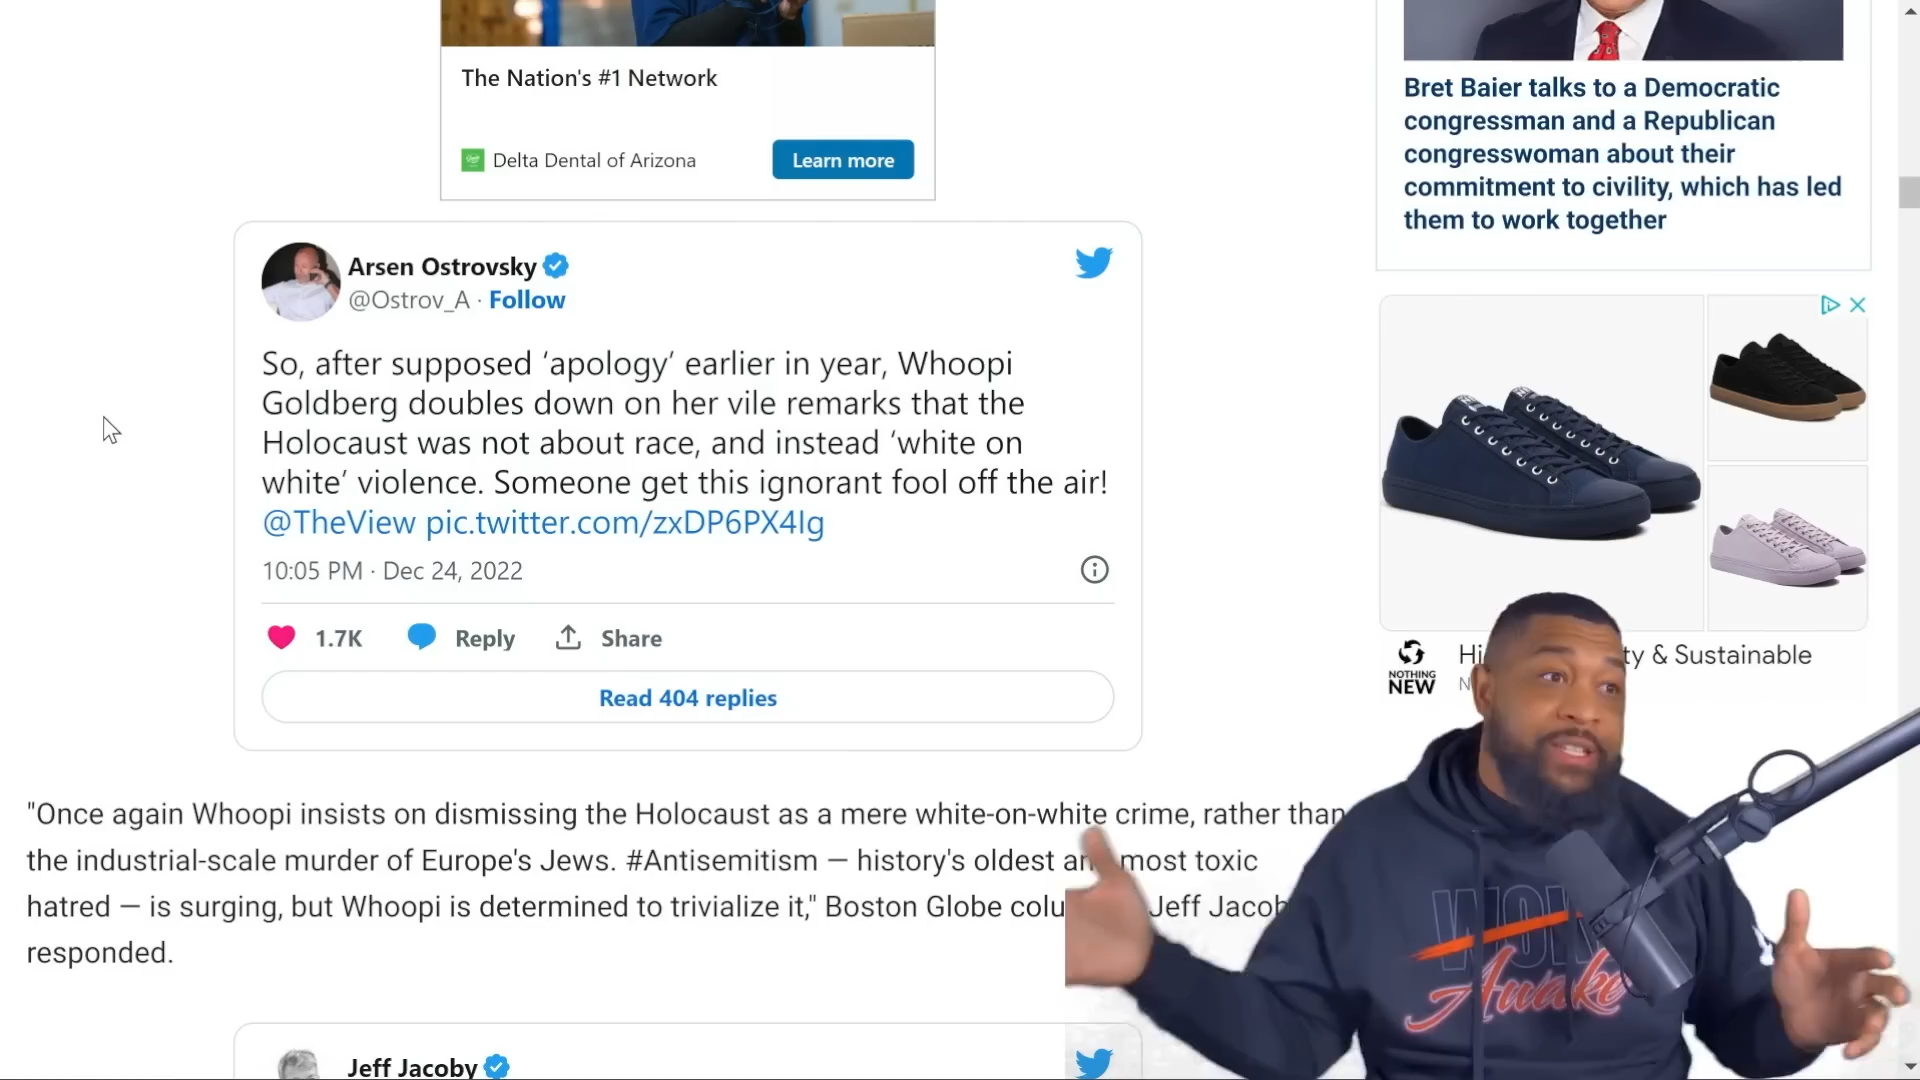 The Nation's #1 Network
Delta Dental of Arizona
Learn more
Arsen Ostrovsky
@Ostrov_A · Follow
So, after supposed ‘apology’ earlier in year, Whoopi
Goldberg doubles down on her vile remarks that the
Holocaust was not about race, and instead ‘white on
white’ violence. Someone get this ignorant fool off the air!
@TheView pic.twitter.com/zxDP6PX4Ig
10:05 PM · Dec 24, 2022
1.7K Reply Share
Read 404 replies
"Once again Whoopi insists on dismissing the Holocaust as a mere white-on-white crime, rather than
the industrial-scale murder of Europe's Jews. #Antisemitism — history's oldest most toxic
hatred — is surging, but Whoopi is determined to trivialize it," Boston Globe Jeff
responded.
Jeff Jacoby
Bret Baier talks to a Democratic
congressman and a Republican
congresswoman about their
commitment to civility, which has led
them to work together
NOTHING
NEW
& Sustainable
Awake